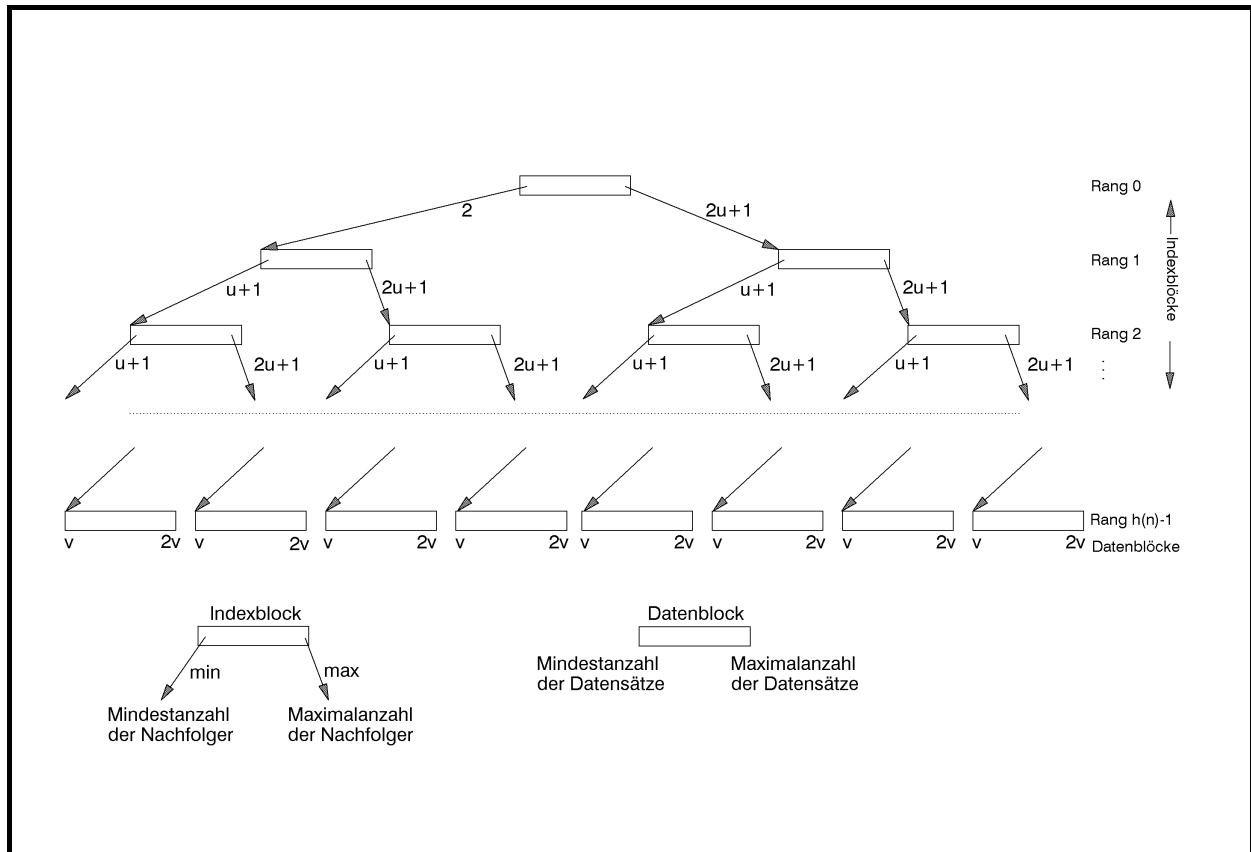 Rang 0
2
2u+1
Rang 1
Indexblöcke
u+1
2u+1
u+1
2u+1
Rang 2
u+1
2u+1
u+1
2u+1
u+1
2u+1
u+1
2u+1
Rang h(n)-1
v 2v v 2v v 2v v 2v v 2v v 2v v 2v v 2v
Datenblöcke
Indexblock
min
max
Mindestanzahl
der Nachfolger
Maximalanzahl
der Nachfolger
Datenblock
Mindestanzahl
der Datensätze
Maximalanzahl
der Datensätze